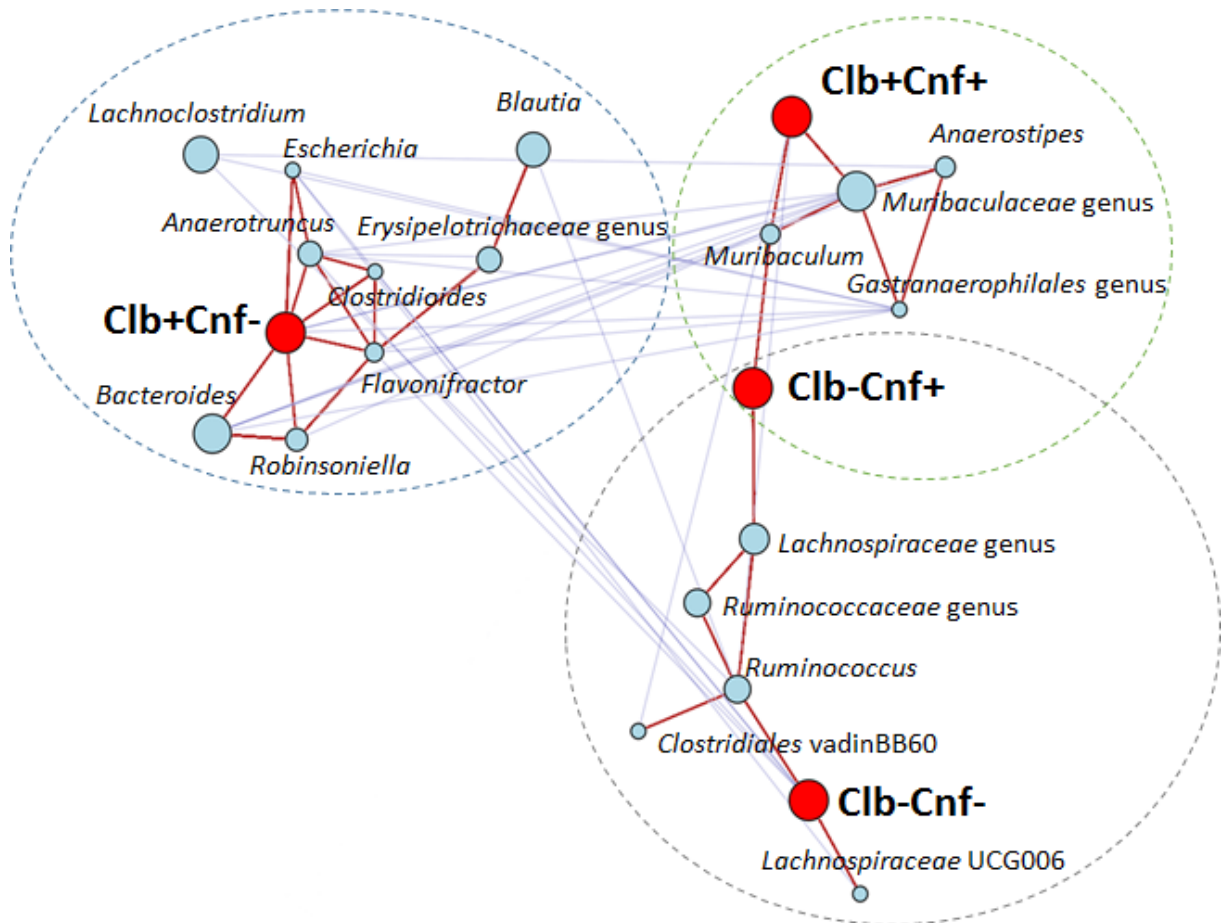 Clb+Cnf+
Lachnoclostridium
Blautia
Escherichia
Anaerostipes
Anaerotruncus
Erysipelotrichaceae genus
Muribaculaceae genus
Muribaculum
Clostridioides
Gastranaerophilales genus
Clb+Cnf-
Bacteroides
Flavonifractor
Clb-Cnf+
Robinsoniella
Lachnospiraceae genus
Ruminococcaceae genus
Ruminococcus
Clostridiales vadinBB60
Clb-Cnf-
Lachnospiraceae UCG006